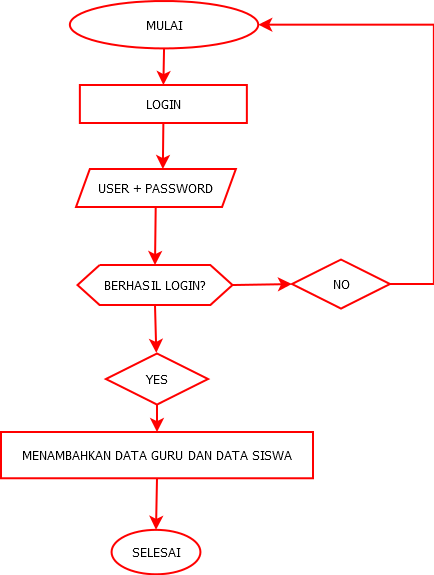 MULAI
LOGIN
USER + PASSWORD
BERHASIL LOGIN?
NO
YES
MENAMBAHKAN DATA GURU DAN DATA SISWA
SELESAI